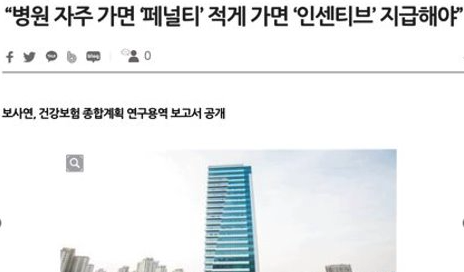 “병원 자주 가면 ‘페널티’ 적게 가면 ‘인센티브’ 지급해야”
0
보사연, 건강보험 종합계획 연구용역 보고서 공개